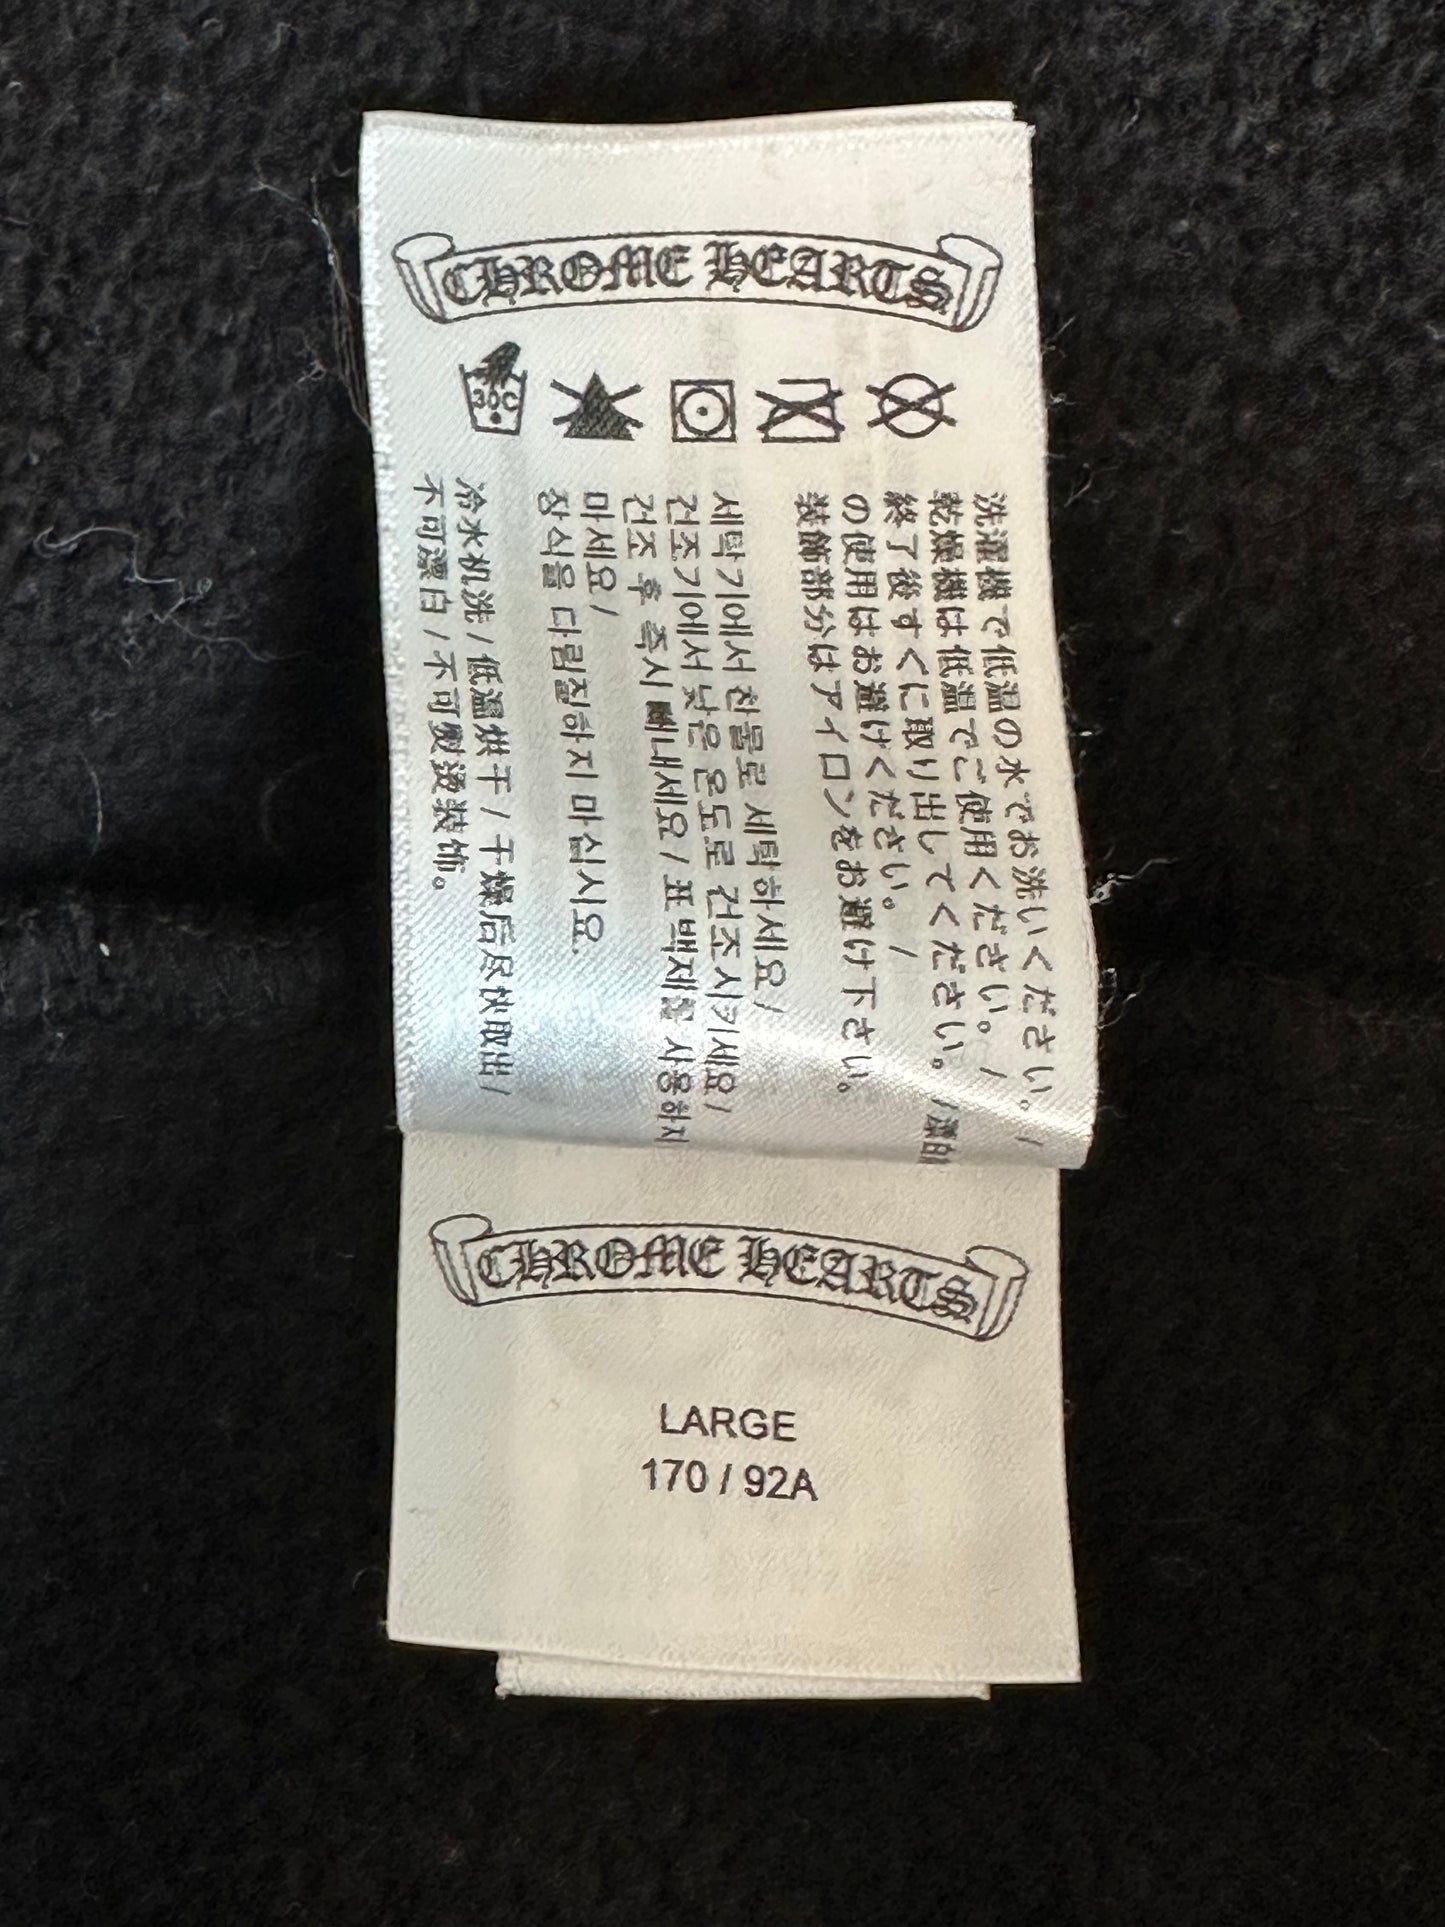 CHROME HEARTS
30C
洗濯機で低温の水でお洗いください。 /
乾燥機は低温でご使用ください。 /
終了後すぐに取り出してください。 / 漂白剤
の使用はお避けください。 /
装飾部分はアイロンをお避け下さい。
세탁기에서 찬물로 세탁하세요 /
건조기에서 낮은 온도로 건조시키세요 /
건조 후 즉시 빼내세요 / 표백제를 사용하지
마세요 /
장식을 다림질하지 마십시요.
冷水机洗 / 低温烘干 / 干燥后尽快取出 /
不可漂白 / 不可熨烫装饰。
CHROME HEARTS
LARGE
170 / 92A